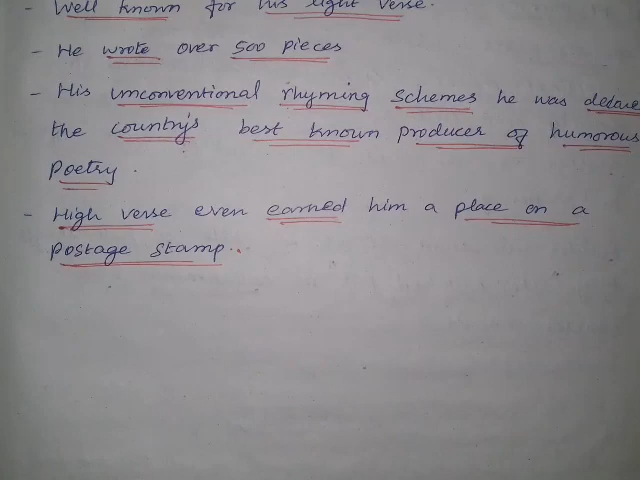 - Well known for his light verse.
- He wrote over 500 pieces
- His unconventional rhyming schemes he was declare
the country's best known producer of humorous
poetry.
- High verse even earned him a place on a
postage stamp..